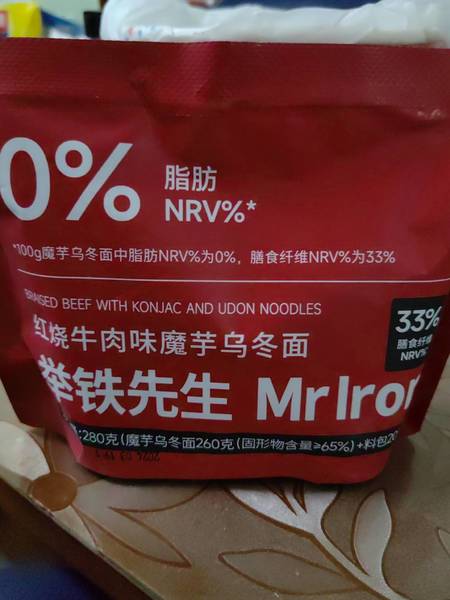 0%
脂肪
NRV%*
*100g魔芋乌冬面中脂肪NRV%为0%，膳食纤维NRV%为33%
BRAISED BEEF WITH KONJAC AND UDON NOODLES
红烧牛肉味魔芋乌冬面
33%
膳食纤维
NRV%*
举铁先生 Mr Iron
:280克(魔芋乌冬面260克(固形物含量≥65%)+料包20